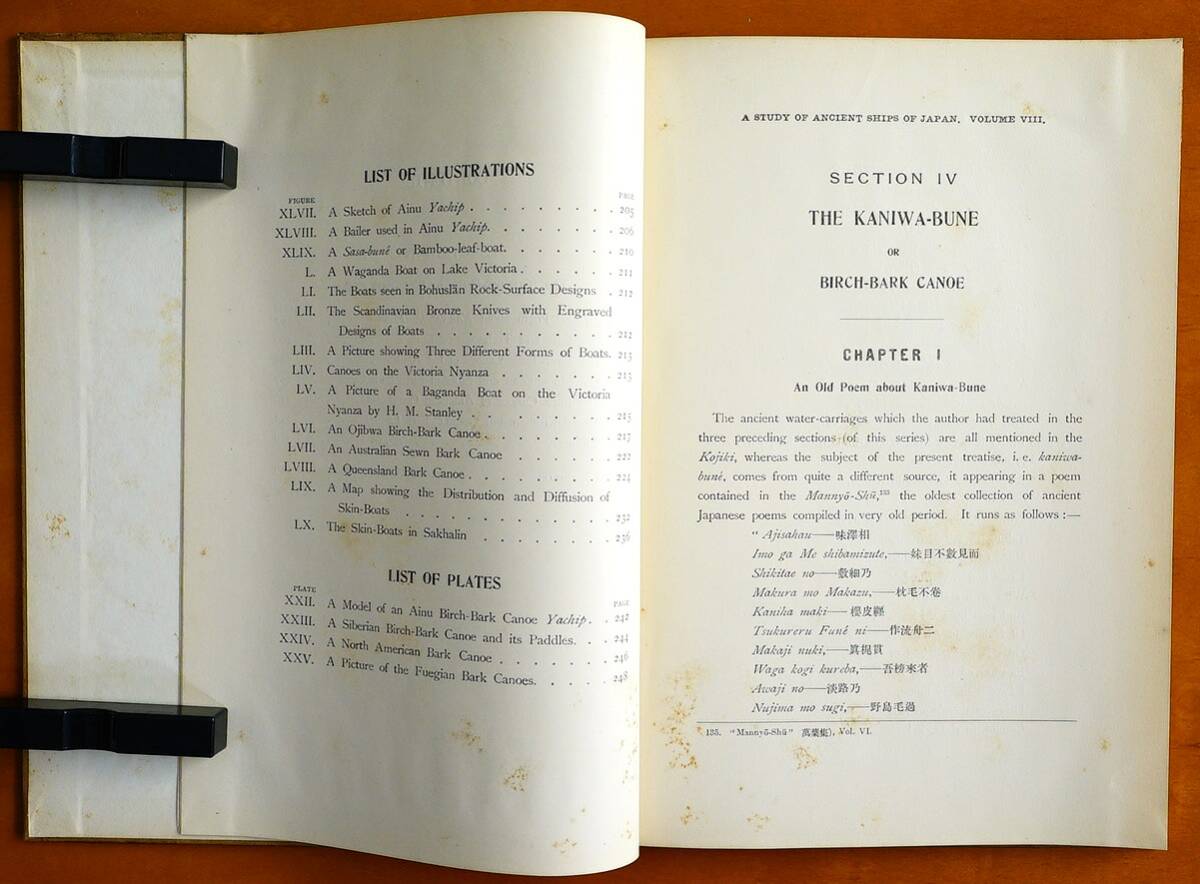 LIST OF ILLUSTRATIONS
FIGURE PAGE
XLVII. A Sketch of Ainu Yachip . . . . . . . . . 205
XLVIII. A Bailer used in Ainu Yachip. . . . . . . . 206
XLIX. A Sasa-buné or Bamboo-leaf-boat. . . . . . . 210
L. A Waganda Boat on Lake Victoria . . . . . . 211
LI. The Boats seen in Bohuslän Rock-Surface Designs . 212
LII. The Scandinavian Bronze Knives with Engraved
Designs of Boats . . . . . . . . . . . 212
LIII. A Picture showing Three Different Forms of Boats. 213
LIV. Canoes on the Victoria Nyanza . . . . . . . 215
LV. A Picture of a Baganda Boat on the Victoria
Nyanza by H. M. Stanley . . . . . . . . 215
LVI. An Ojibwa Birch-Bark Canoe . . . . . . . . 217
LVII. An Australian Sewn Bark Canoe . . . . . . 222
LVIII. A Queensland Bark Canoe . . . . . . . . . 224
LIX. A Map showing the Distribution and Diffusion of
Skin-Boats . . . . . . . . . . . . . 232
LX. The Skin-Boats in Sakhalin . . . . . . . . 236
LIST OF PLATES
PLATE PAGE
XXII. A Model of an Ainu Birch-Bark Canoe Yachip. . 242
XXIII. A Siberian Birch-Bark Canoe and its Paddles. . . 244
XXIV. A North American Bark Canoe . . . . . . . 246
XXV. A Picture of the Fuegian Bark Canoes. . . . . 248
A STUDY OF ANCIENT SHIPS OF JAPAN. VOLUME VIII.
SECTION IV
THE KANIWA-BUNE
OR
BIRCH-BARK CANOE
CHAPTER I
An Old Poem about Kaniwa-Bune
The ancient water-carriages which the author had treated in the
three preceding sections (of this series) are all mentioned in the
Kojiki, whereas the subject of the present treatise, i. e. kaniwa-
buné, comes from quite a different source, it appearing in a poem
contained in the Mannyō-Shū,¹³⁵ the oldest collection of ancient
Japanese poems compiled in very old period. It runs as follows :—
" Ajisahau——味澤相
Imo ga Me shibamizute,——妹目不數見而
Shikitae no——敷細乃
Makura mo Makazu,——枕毛不卷
Kaniha maki——櫻皮纒
Tsukureru Funé ni——作流舟二
Makaji nuki,——眞梶貫
Waga kogi kureba,——吾榜來者
Awaji no——淡路乃
Nujima mo sugi,——野島毛過
135. "Mannyō-Shū" 萬葉集), Vol. VI.